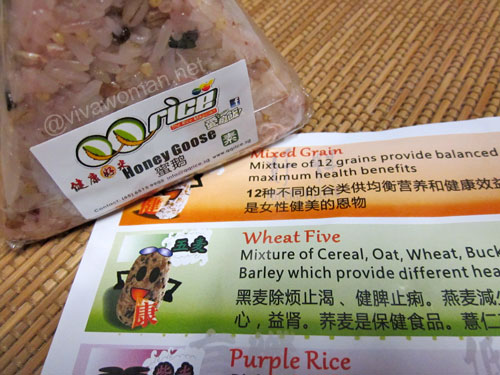 @vivawoman.net
QQ rice
Honey Goose
蜜鹅
素
健康
Mixed Grain
Mixture of 12 grains provide balanced
maximum health benefits
12种不同的谷类供均衡营养和健康效益
是女性健美的恩物
五麦
Wheat Five
Mixture of Cereal, Oat, Wheat, Buck
Barley which provide different hea
康
黑麦除烦止渴、健脾止痢。燕麦减
心，益肾。荞麦是保健食品。薏仁
Purple Rice